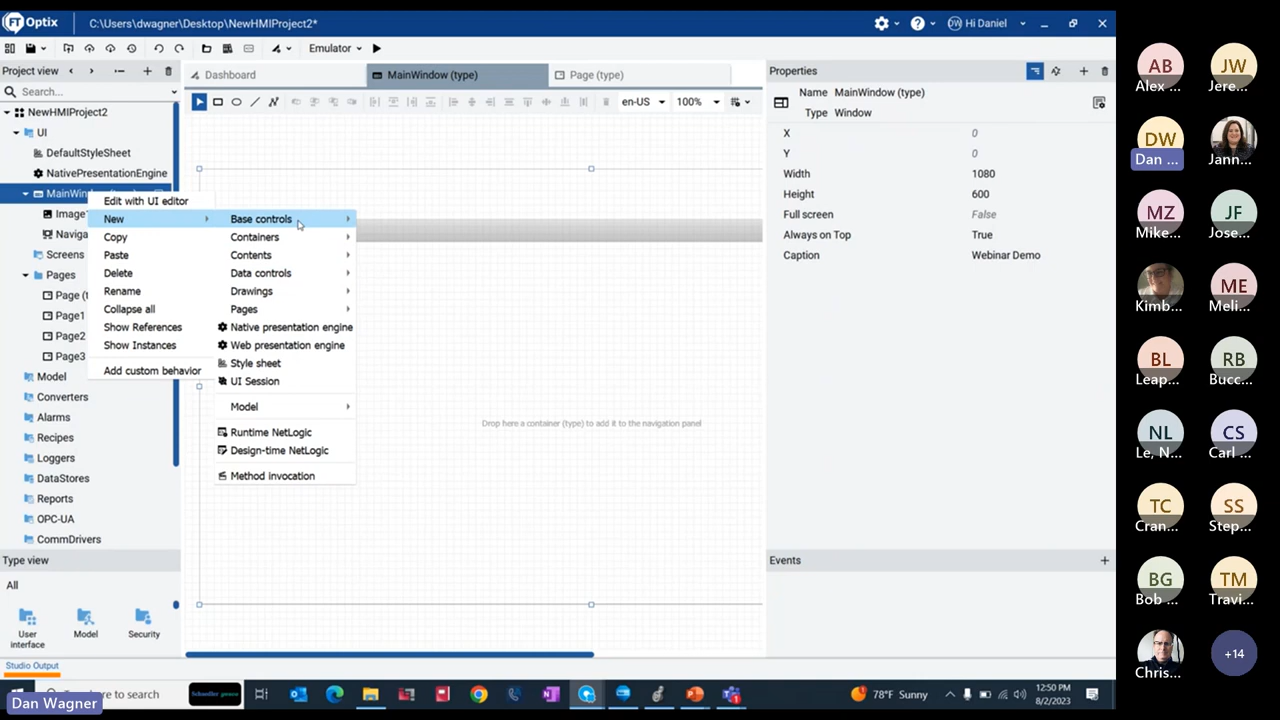 FT Optix
C:\Users\dwagner\Desktop\NewHMIProject2*
Hi Daniel
Emulator
Project view
Search...
NewHMIProject2
UI
DefaultStyleSheet
NativePresentationEngine
MainWin
Image
Naviga
Screens
Pages
Page (t
Page1
Page2
Page3
Model
Converters
Alarms
Recipes
Loggers
DataStores
Reports
OPC-UA
CommDrivers
Type view
All
User interface
Model
Security
Studio Output
Edit with UI editor
New
Copy
Paste
Delete
Rename
Collapse all
Show References
Show Instances
Add custom behavior
Base controls
Containers
Contents
Data controls
Drawings
Pages
Native presentation engine
Web presentation engine
Style sheet
UI Session
Model
Runtime NetLogic
Design-time NetLogic
Method invocation
Dashboard
MainWindow (type)
Page (type)
en-US
100%
Drop here a container (type) to add it to the navigation panel
Properties
Name MainWindow (type)
Type Window
X 0
Y 0
Width 1080
Height 600
Full screen False
Always on Top True
Caption Webinar Demo
Events
to search
78°F Sunny
12:50 PM
8/2/2023
Dan Wagner
AB
Alex ...
JW
Jere...
DW
Dan ...
Jann...
MZ
Mike...
JF
Jose...
Kimb...
ME
Meli...
BL
Leap...
RB
Bucc...
NL
Le, N...
CS
Carl ...
TC
Cran...
SS
Step...
BG
Bob ...
TM
Travi...
Chris...
+14